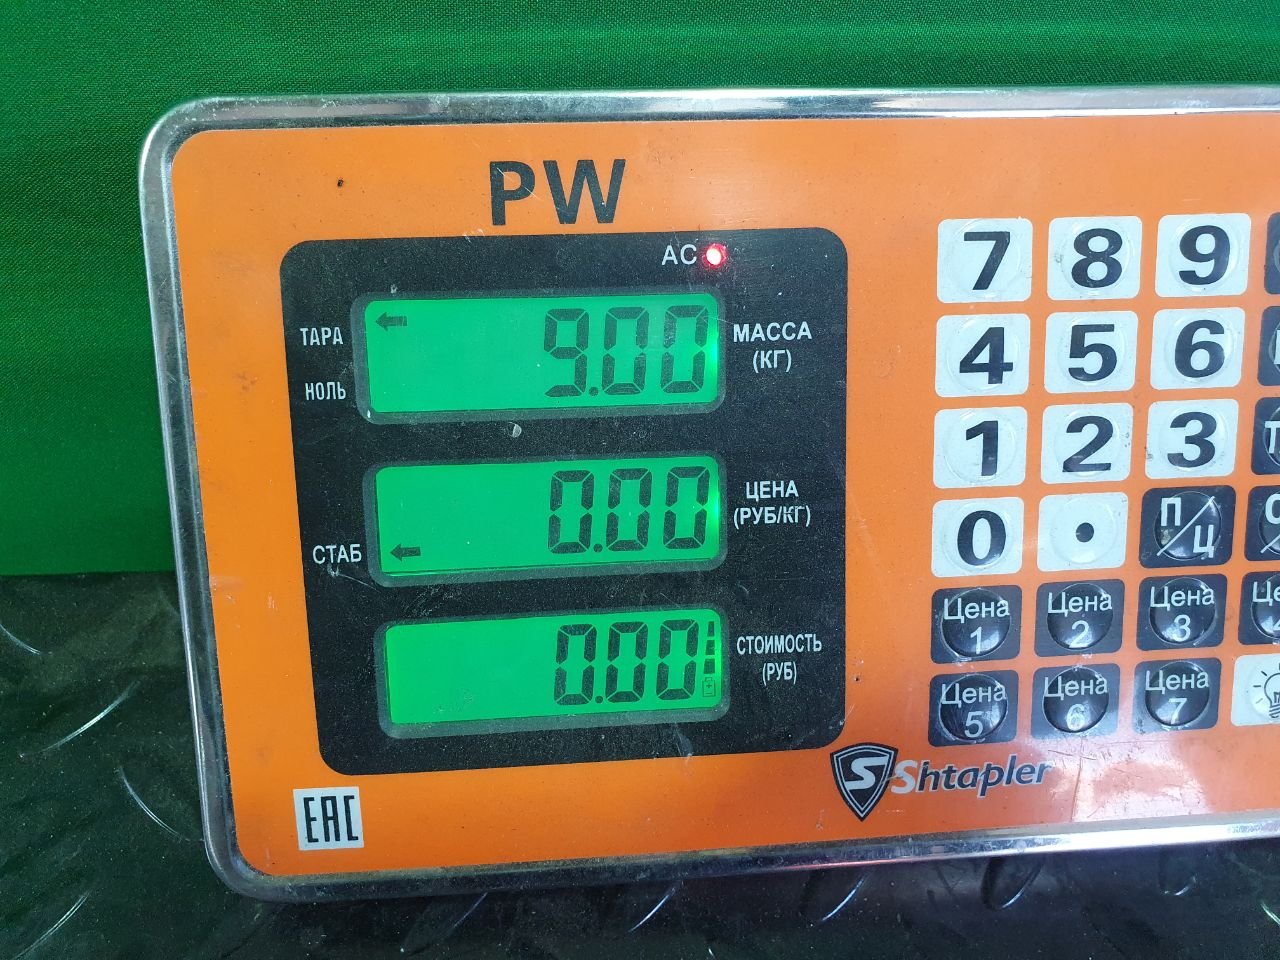 PW
AC
ТАРА
НОЛЬ
9.00
МАССА
(КГ)
СТАБ
0.00
ЦЕНА
(РУБ/КГ)
0.00
СТОИМОСТЬ
(РУБ)
EAC
S Shtapler
7 8 9
4 5 6
1 2 3
0 . П/Ц
Цена 1 Цена 2 Цена 3
Цена 5 Цена 6 Цена 7